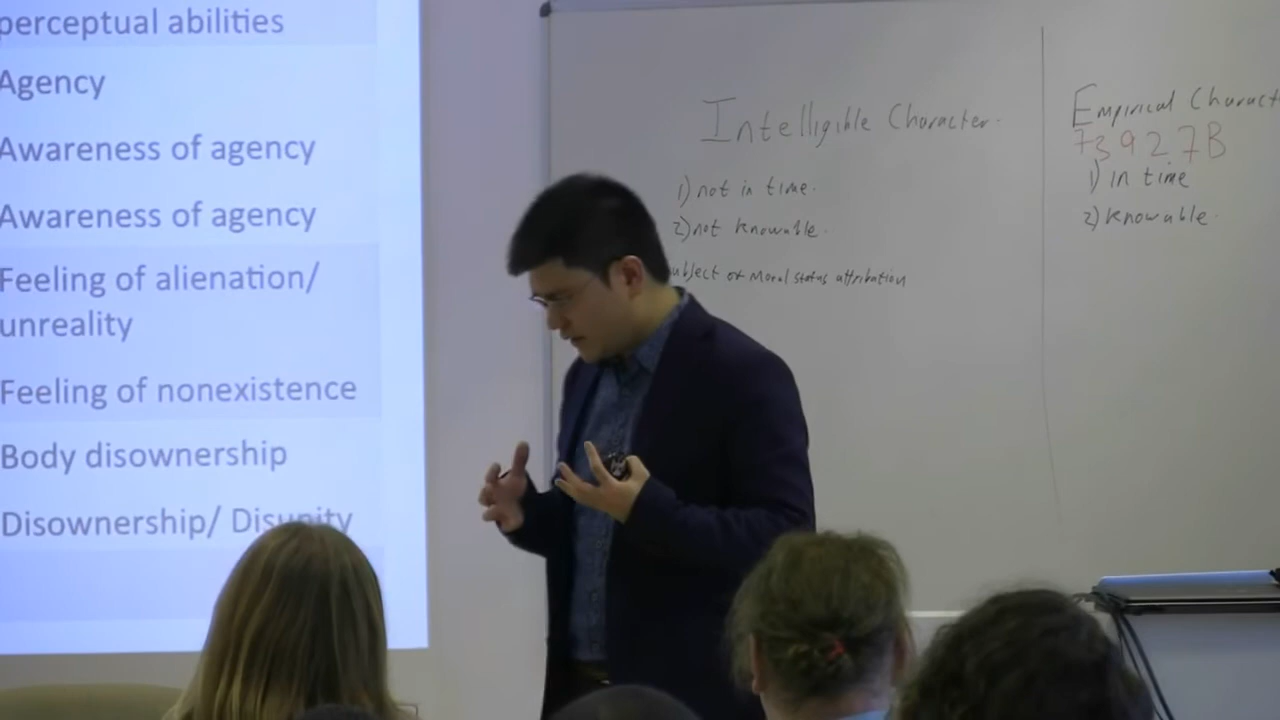 perceptual abilities
Agency
Awareness of agency
Awareness of agency
Feeling of alienation/
unreality
Feeling of nonexistence
Body disownership
Disownership/ Disunity
Intelligible Character.
1) not in time.
2) not knowable.
ubject of Moral status attribution
Empirical Charact
73927B
1) in time
2) knowable.